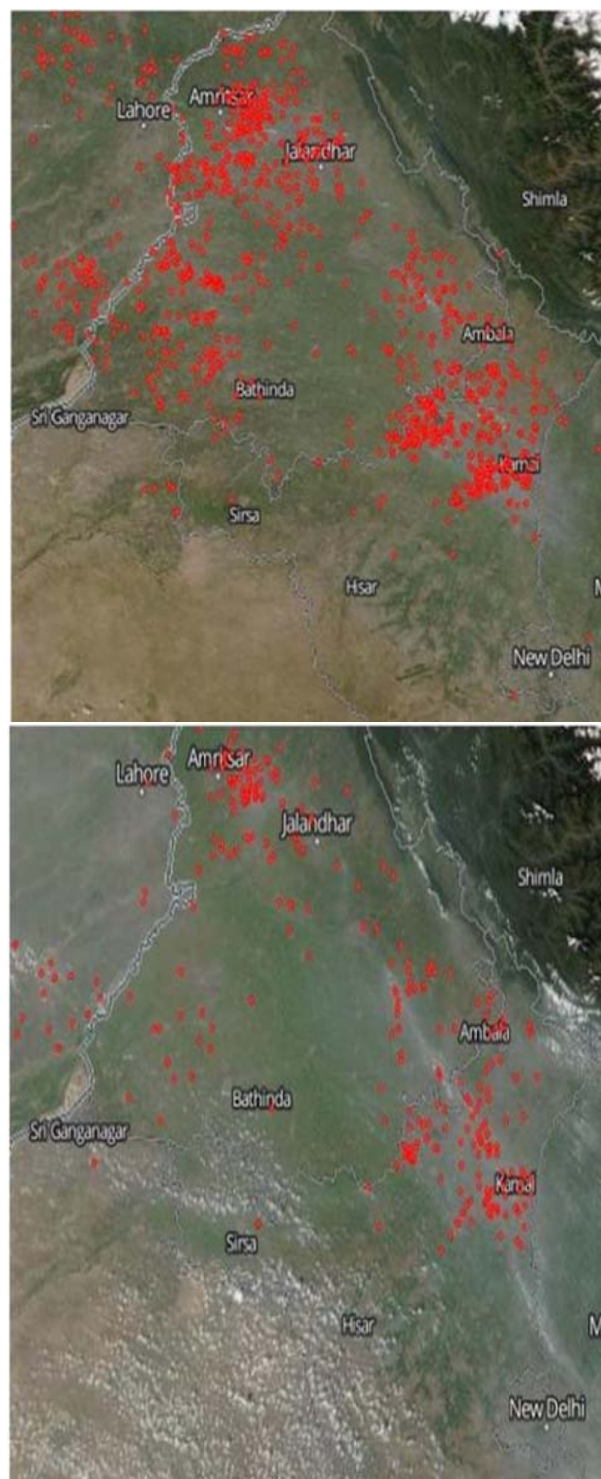 Lahore
Amritsar
Jalandhar
Shimla
Ambala
Bathinda
Sri Ganganagar
Karnal
Sirsa
Hisar
New Delhi
M
Lahore
Amritsar
Jalandhar
Shimla
Ambala
Bathinda
Sri Ganganagar
Karnal
Sirsa
Hisar
M
New Delhi